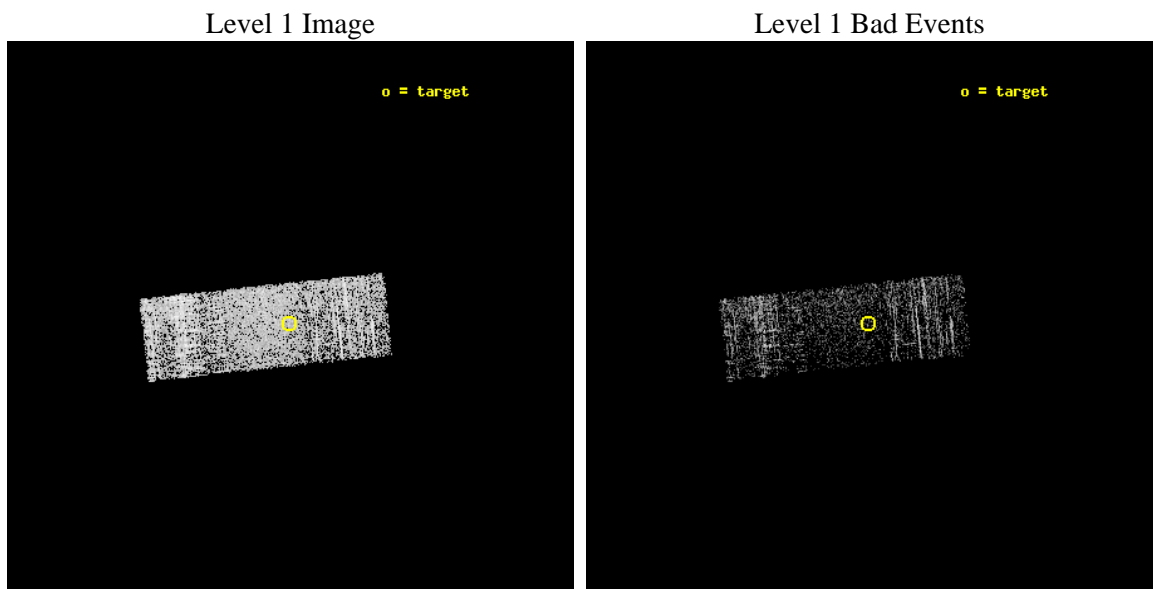 Level 1 Image
Level 1 Bad Events
o = target
o = target